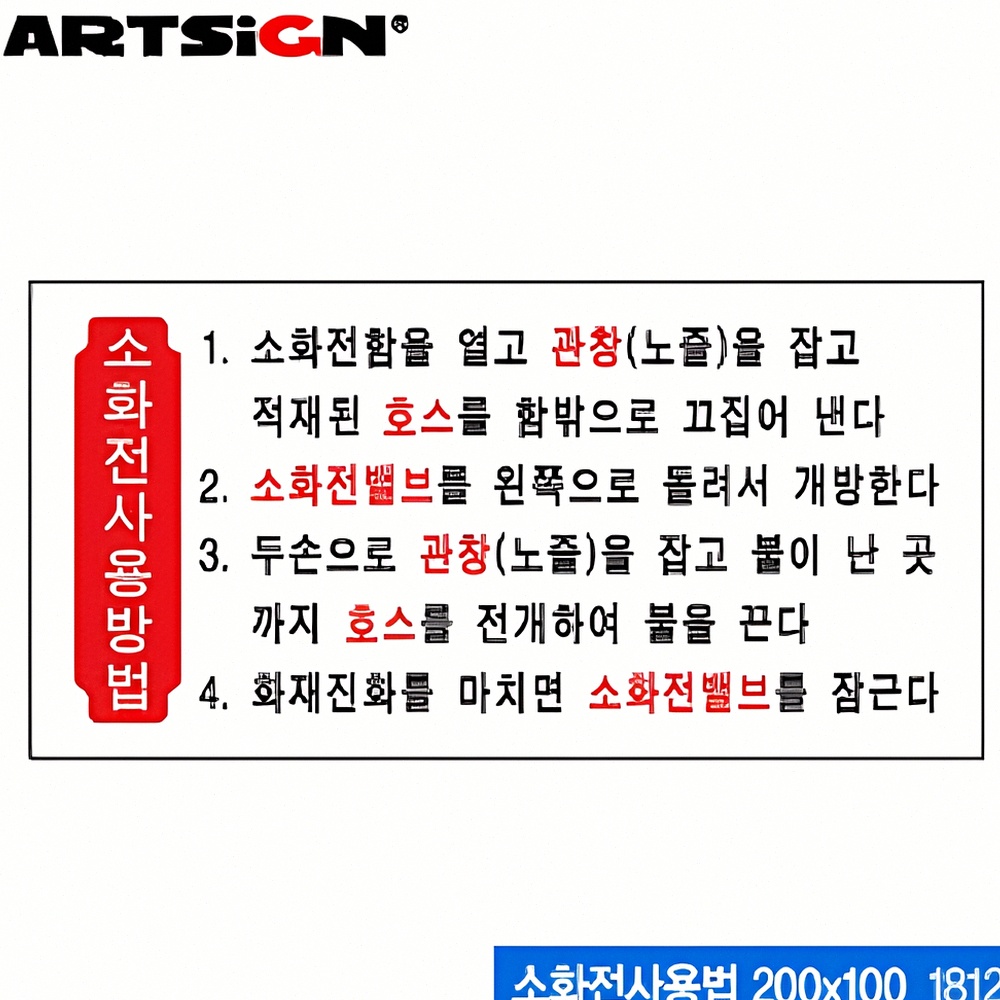 ARTSiGN®
소화전사용방법
1. 소화전함을 열고 관창(노즐)을 잡고
적재된 호스를 함밖으로 끄집어 낸다
2. 소화전밸브를 왼쪽으로 돌려서 개방한다
3. 두손으로 관창(노즐)을 잡고 불이 난 곳
까지 호스를 전개하여 불을 끈다
4. 화재진화를 마치면 소화전밸브를 잠근다
소화전사용법 200x100 1812